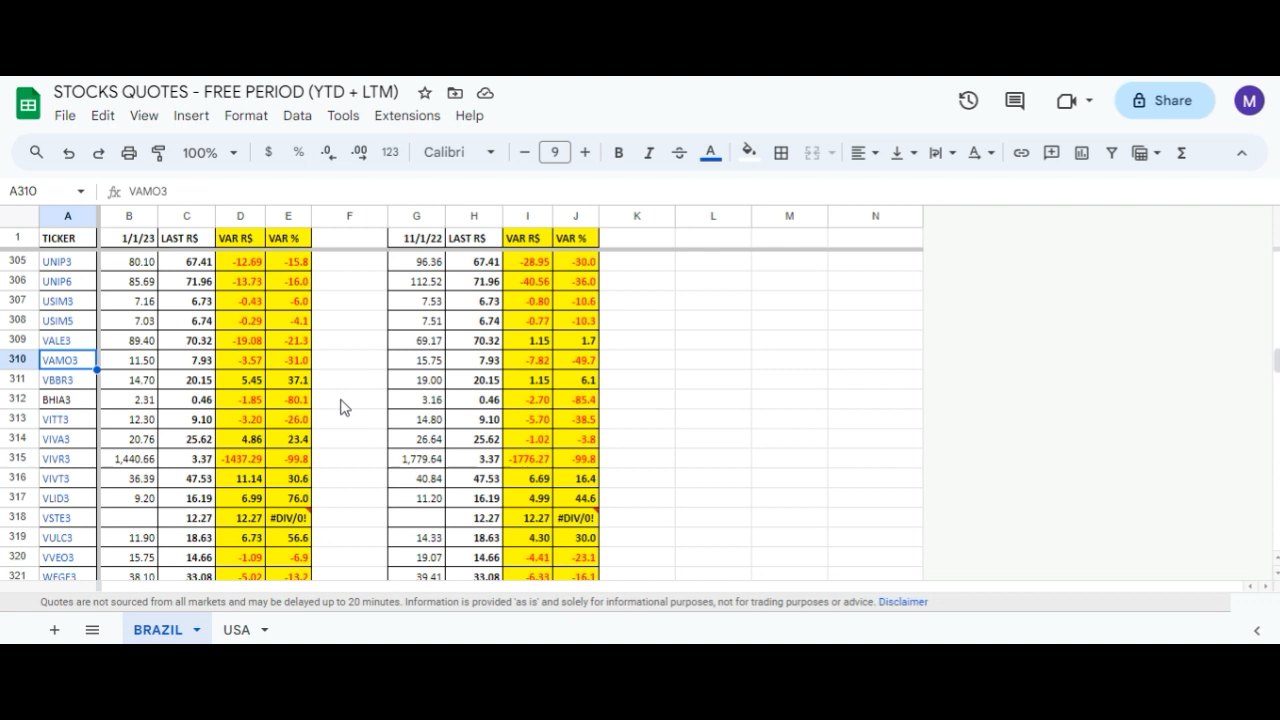 STOCKS QUOTES - FREE PERIOD (YTD + LTM)
File Edit View Insert Format Data Tools Extensions Help
Share M
100% $ % .0 .00 123 Calibri 9 B I A
A310 fx VAMO3
A B C D E F G H I J K L M N
1 TICKER 1/1/23 LAST R$ VAR R$ VAR % 11/1/22 LAST R$ VAR R$ VAR %
305 UNIP3 80.10 67.41 -12.69 -15.8 96.36 67.41 -28.95 -30.0
306 UNIP6 85.69 71.96 -13.73 -16.0 112.52 71.96 -40.56 -36.0
307 USIM3 7.16 6.73 -0.43 -6.0 7.53 6.73 -0.80 -10.6
308 USIM5 7.03 6.74 -0.29 -4.1 7.51 6.74 -0.77 -10.3
309 VALE3 89.40 70.32 -19.08 -21.3 69.17 70.32 1.15 1.7
310 VAMO3 11.50 7.93 -3.57 -31.0 15.75 7.93 -7.82 -49.7
311 VBBR3 14.70 20.15 5.45 37.1 19.00 20.15 1.15 6.1
312 BHIA3 2.31 0.46 -1.85 -80.1 3.16 0.46 -2.70 -85.4
313 VITT3 12.30 9.10 -3.20 -26.0 14.80 9.10 -5.70 -38.5
314 VIVA3 20.76 25.62 4.86 23.4 26.64 25.62 -1.02 -3.8
315 VIVR3 1,440.66 3.37 -1437.29 -99.8 1,779.64 3.37 -1776.27 -99.8
316 VIVT3 36.39 47.53 11.14 30.6 40.84 47.53 6.69 16.4
317 VLID3 9.20 16.19 6.99 76.0 11.20 16.19 4.99 44.6
318 VSTE3 12.27 12.27 #DIV/0! 12.27 12.27 #DIV/0!
319 VULC3 11.90 18.63 6.73 56.6 14.33 18.63 4.30 30.0
320 VVEO3 15.75 14.66 -1.09 -6.9 19.07 14.66 -4.41 -23.1
321 WEGE3 38.10 33.08 -5.02 -13.2 39.41 33.08 -6.33 -16.1
Quotes are not sourced from all markets and may be delayed up to 20 minutes. Information is provided 'as is' and solely for informational purposes, not for trading purposes or advice. Disclaimer
BRAZIL USA